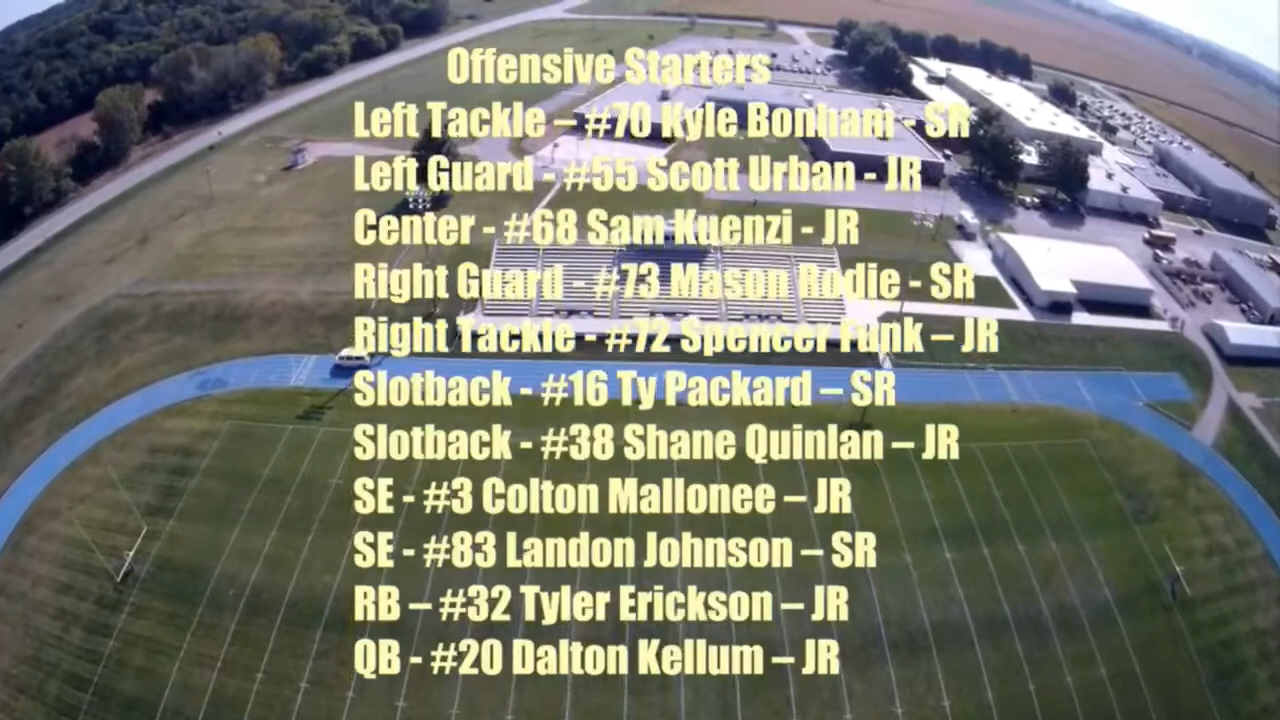 Offensive Starters
Left Tackle – #70 Kyle Bonham - SR
Left Guard - #55 Scott Urban - JR
Center - #68 Sam Kuenzi - JR
Right Guard - #73 Mason Rodie - SR
Right Tackle - #72 Spencer Funk – JR
Slotback - #16 Ty Packard – SR
Slotback - #38 Shane Quinlan – JR
SE - #3 Colton Mallonee – JR
SE - #83 Landon Johnson – SR
RB – #32 Tyler Erickson – JR
QB - #20 Dalton Kellum – JR